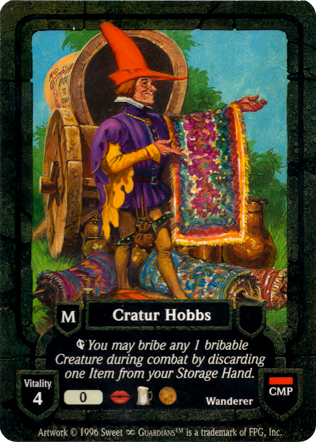 M
Cratur Hobbs
You may bribe any 1 bribable
Creature during combat by discarding
one Item from your Storage Hand.
Vitality
4
0
Wanderer
CMP
Artwork © 1996 Sweet ∞ GUARDIANS™ is a trademark of FPG, Inc.